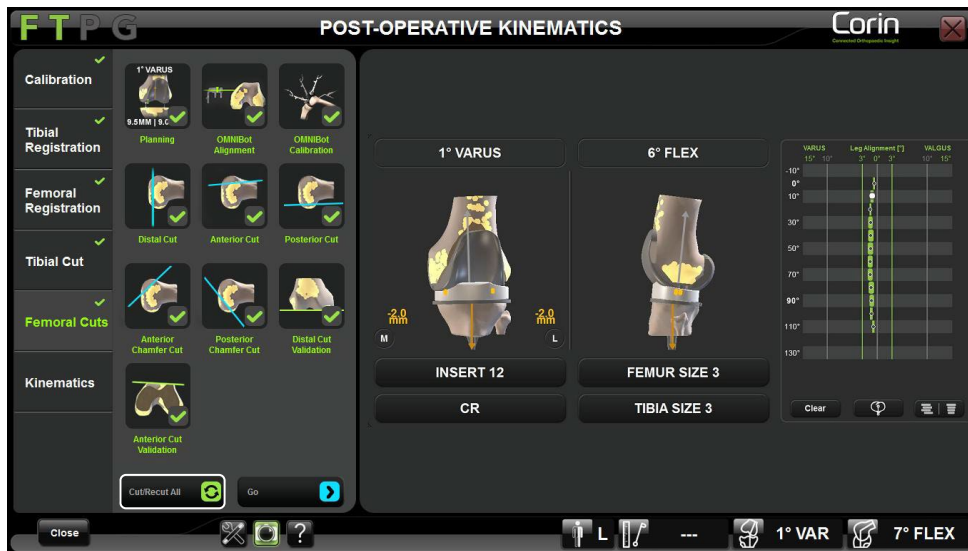 F T P G
POST-OPERATIVE KINEMATICS
Corin
Connected Orthopaedic Insight
Calibration
Tibial
Registration
Femoral
Registration
Tibial Cut
Femoral Cuts
Kinematics
1° VARUS
9.5MM | 9.0
Planning
OMNIBot
Alignment
OMNIBot
Calibration
Distal Cut
Anterior Cut
Posterior Cut
Anterior
Chamfer Cut
Posterior
Chamfer Cut
Distal Cut
Validation
Anterior Cut
Validation
Cut/Recut All
Go
1° VARUS
6° FLEX
-2.0
mm
-2.0
mm
M
L
INSERT 12
FEMUR SIZE 3
CR
TIBIA SIZE 3
VARUS Leg Alignment [°] VALGUS
15° 10° 3° 0° 3° 10° 15°
-10°
0°
10°
30°
50°
70°
90°
110°
130°
Clear
Close
?
L
---
1° VAR
7° FLEX